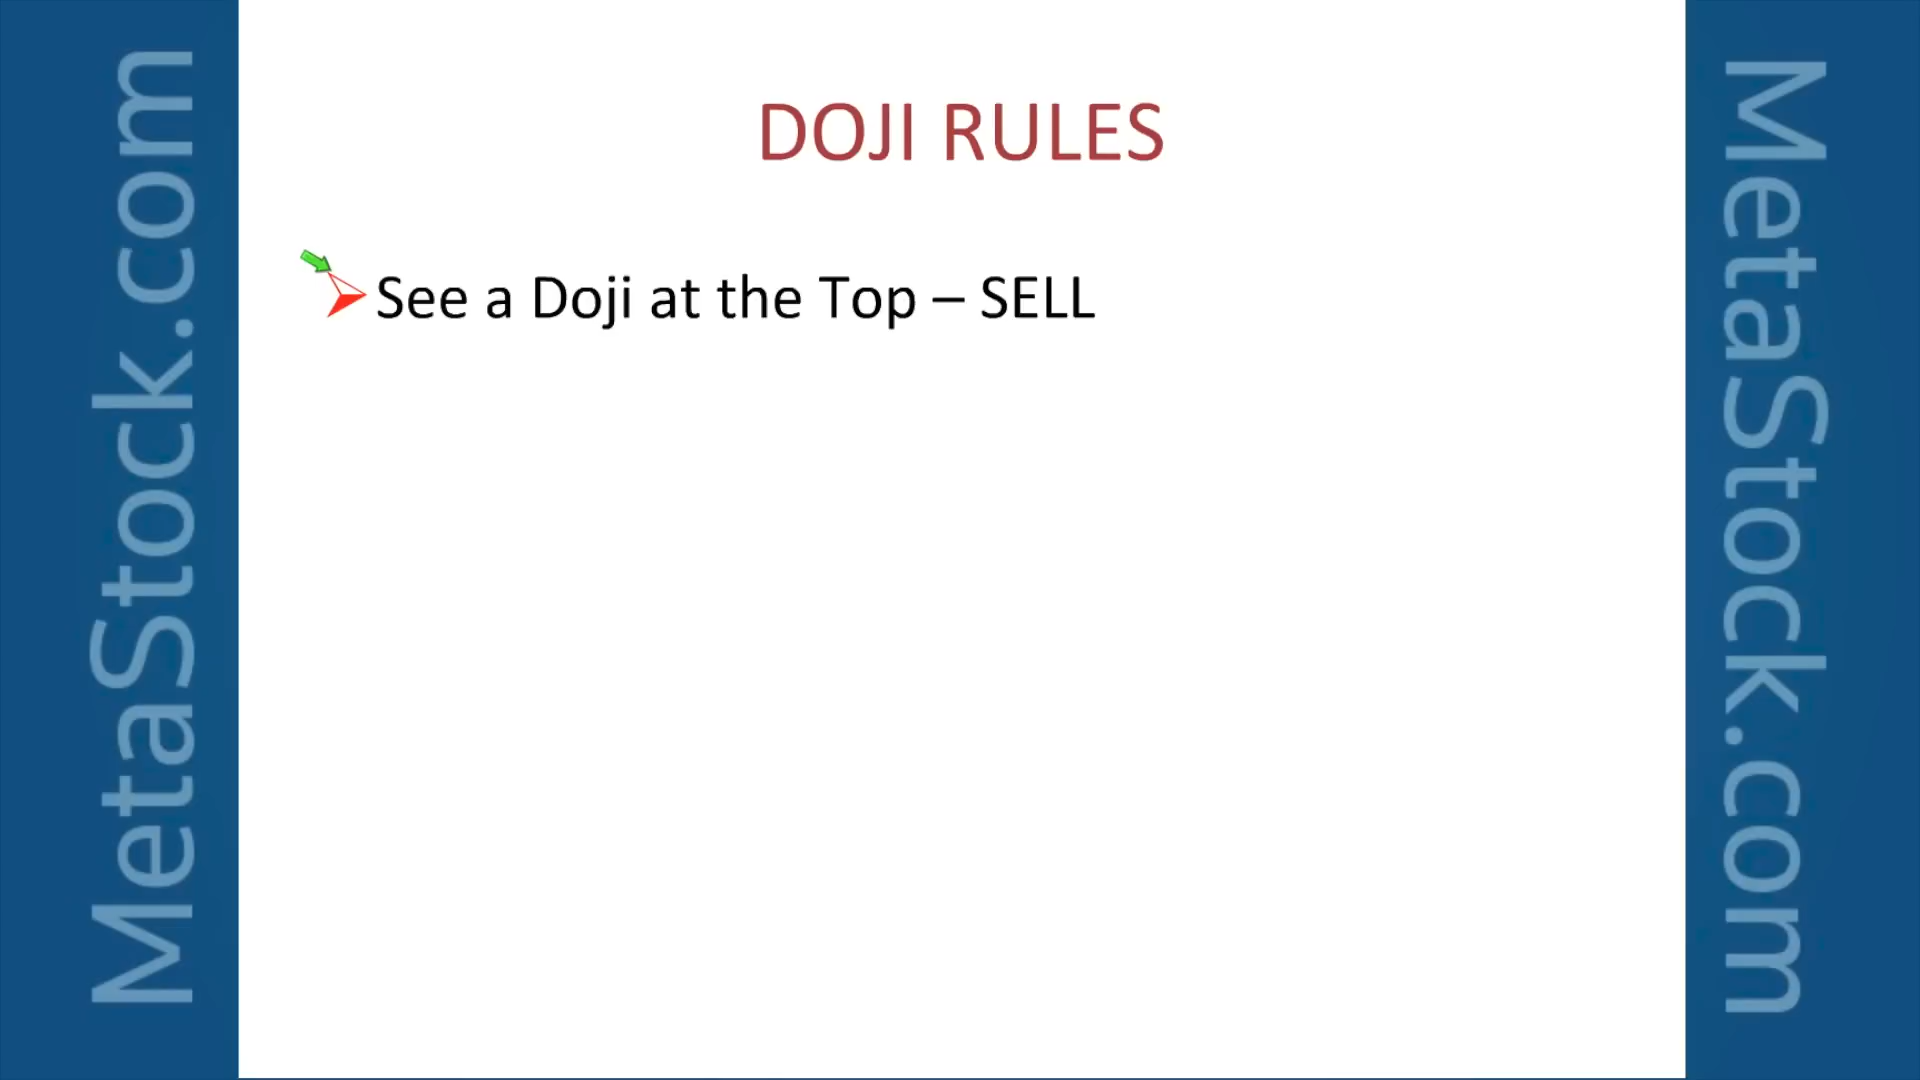 MetaStock.com
DOJI RULES
See a Doji at the Top – SELL
MetaStock.com